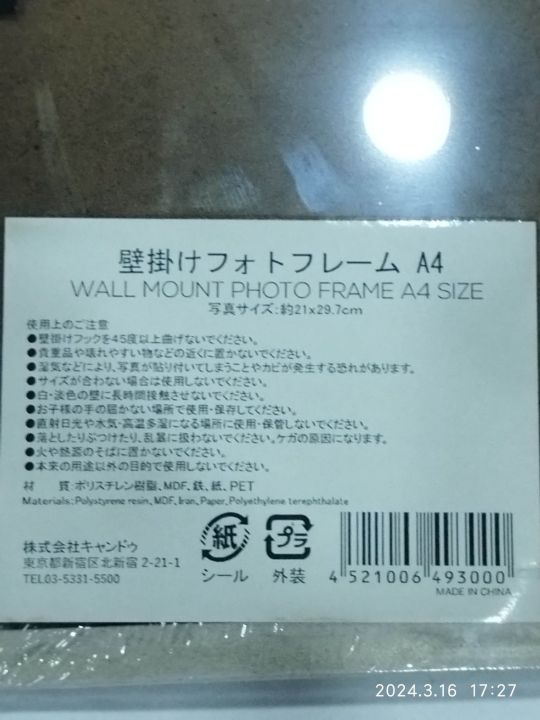 壁掛けフォトフレーム A4
WALL MOUNT PHOTO FRAME A4 SIZE
写真サイズ:約21x29.7cm
使用上のご注意
●壁掛けフックを45度以上曲げないでください。
●貴重品や壊れやすい物などの近くに置かないでください。
●湿気などにより、写真が貼り付いてしまうことやカビが発生する恐れがあります。
●サイズが合わない場合は使用しないでください。
●白・淡色の壁に長時間接触させないでください。
●お子様の手の届かない場所で使用・保存してください。
●直射日光や水気・高温多湿になる場所に使用・保管しないでください。
●落としたりぶつけたり、乱暴に扱わないでください。ケガの原因になります。
●火や熱源のそばに置かないでください。
●本来の用途以外の目的で使用しないでください。
材 質:ポリスチレン樹脂、MDF、鉄、紙、PET
Materials:Polystyrene resin,MDF,Iron,Paper,Polyethylene terephthalate
紙 プラ
シール 外装
株式会社キャンドゥ
東京都新宿区北新宿 2-21-1
TEL03-5331-5500
4 521006 493000
MADE IN CHINA
2024.3.16 17:27